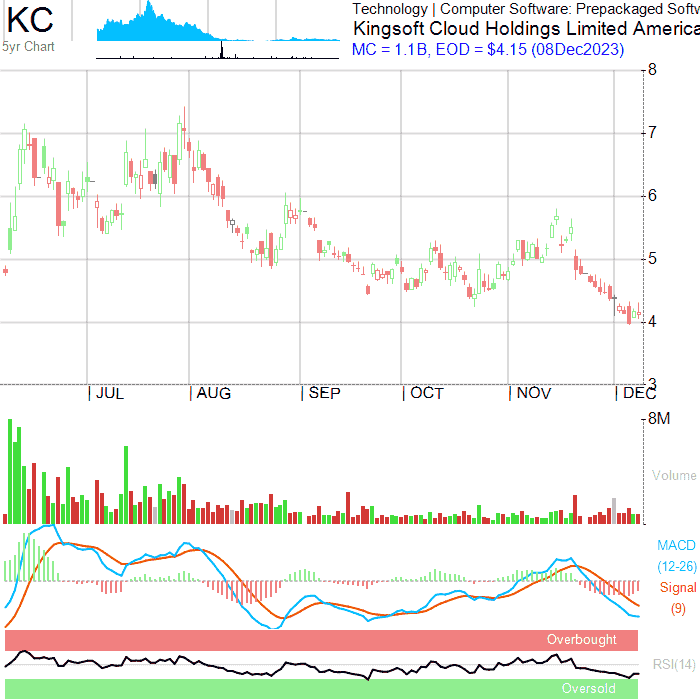 KC
5yr Chart
Technology | Computer Software: Prepackaged Softw
Kingsoft Cloud Holdings Limited America
MC = 1.1B, EOD = $4.15 (08Dec2023)
8
7
6
5
4
3
| JUL | AUG | SEP | OCT | NOV | DEC
8M
Volume
MACD
(12-26)
Signal
(9)
Overbought
RSI(14)
Oversold